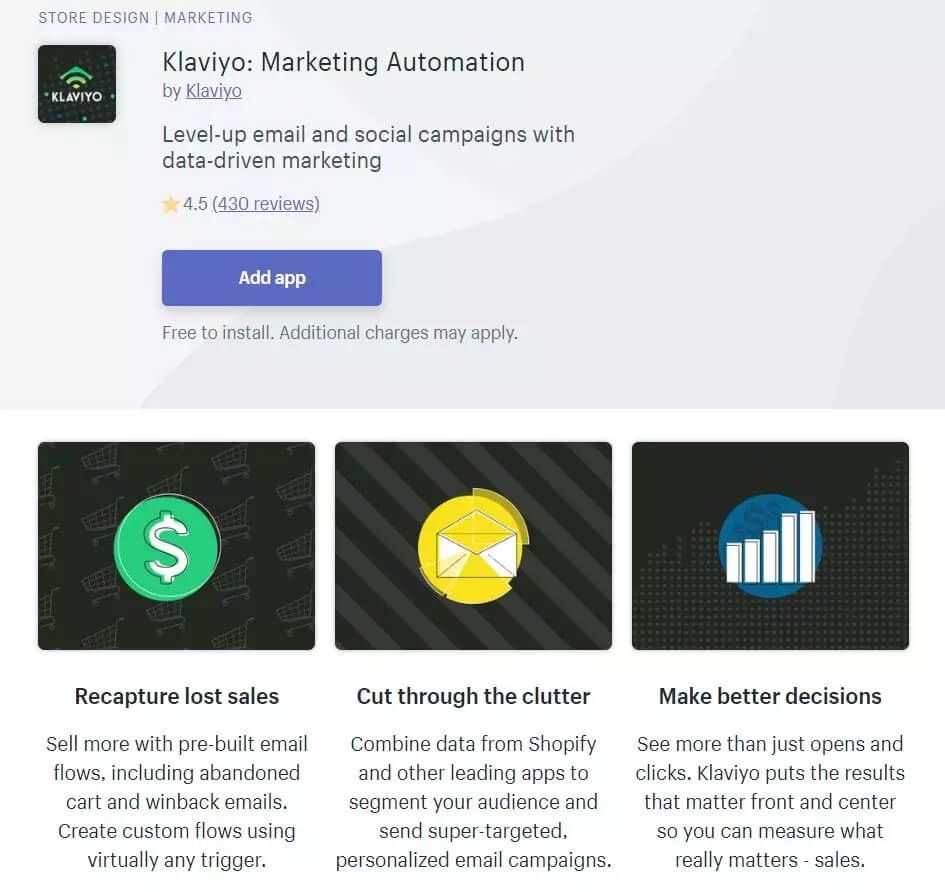 STORE DESIGN | MARKETING
KLAVIYO
Klaviyo: Marketing Automation
by Klaviyo
Level-up email and social campaigns with
data-driven marketing
4.5 (430 reviews)
Add app
Free to install. Additional charges may apply.
$
Recapture lost sales
Sell more with pre-built email
flows, including abandoned
cart and winback emails.
Create custom flows using
virtually any trigger.
Cut through the clutter
Combine data from Shopify
and other leading apps to
segment your audience and
send super-targeted,
personalized email campaigns.
Make better decisions
See more than just opens and
clicks. Klaviyo puts the results
that matter front and center
so you can measure what
really matters - sales.